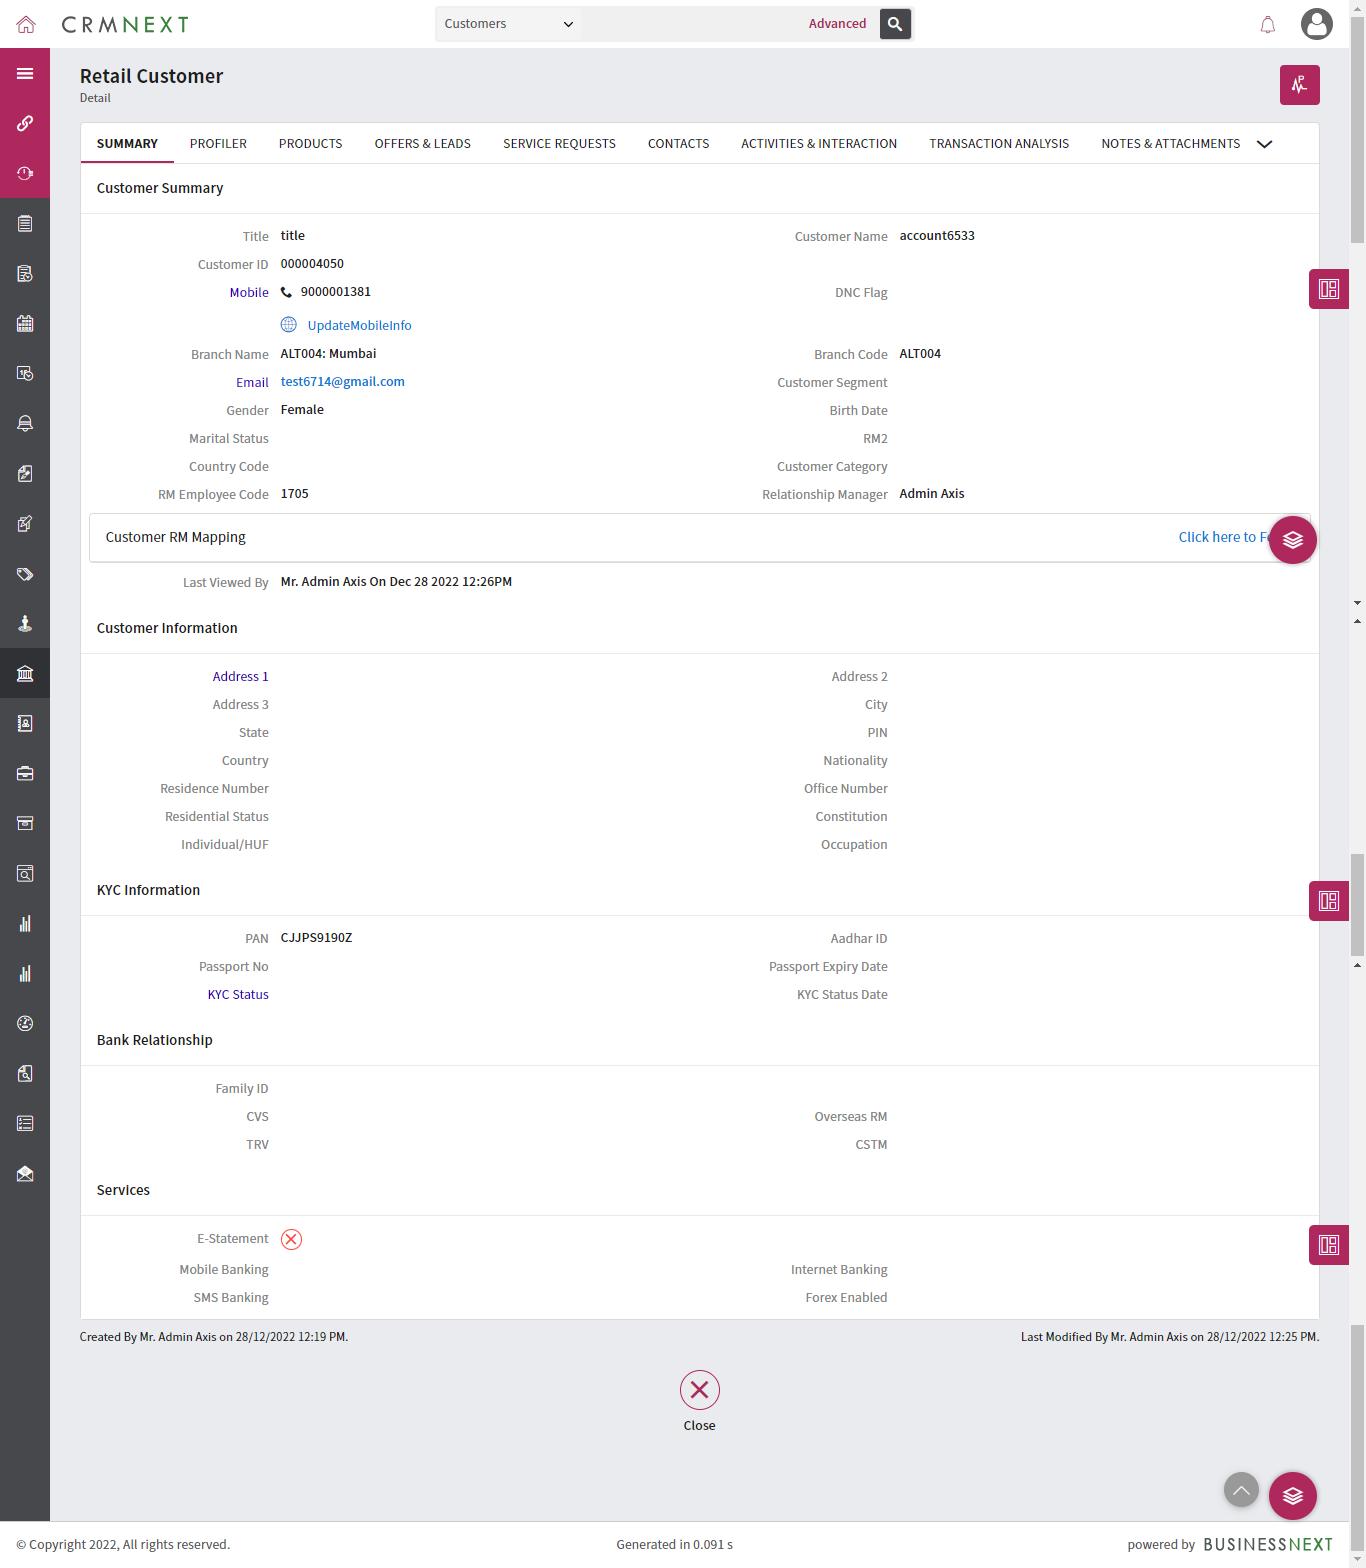 CRMNEXT Customers Advanced
Retail Customer
Detail
SUMMARY PROFILER PRODUCTS OFFERS & LEADS SERVICE REQUESTS CONTACTS ACTIVITIES & INTERACTION TRANSACTION ANALYSIS NOTES & ATTACHMENTS
Customer Summary
Title title Customer Name account6533
Customer ID 000004050
Mobile 9000001381 DNC Flag
UpdateMobileInfo
Branch Name ALT004: Mumbai Branch Code ALT004
Email test6714@gmail.com Customer Segment
Gender Female Birth Date
Marital Status RM2
Country Code Customer Category
RM Employee Code 1705 Relationship Manager Admin Axis
Customer RM Mapping Click here to
Last Viewed By Mr. Admin Axis On Dec 28 2022 12:26PM
Customer Information
Address 1 Address 2
Address 3 City
State PIN
Country Nationality
Residence Number Office Number
Residential Status Constitution
Individual/HUF Occupation
KYC Information
PAN CJJPS9190Z Aadhar ID
Passport No Passport Expiry Date
KYC Status KYC Status Date
Bank Relationship
Family ID
CVS Overseas RM
TRV CSTM
Services
E-Statement
Mobile Banking Internet Banking
SMS Banking Forex Enabled
Created By Mr. Admin Axis on 28/12/2022 12:19 PM. Last Modified By Mr. Admin Axis on 28/12/2022 12:25 PM.
Close
© Copyright 2022, All rights reserved. Generated in 0.091 s powered by BUSINESSNEXT